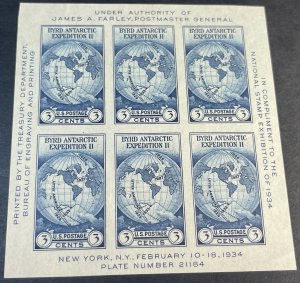 UNDER AUTHORITY OF
JAMES A. FARLEY, POSTMASTER GENERAL
PRINTED BY THE TREASURY DEPARTMENT,
BUREAU OF ENGRAVING AND PRINTING
IN COMPLIMENT TO THE
NATIONAL STAMP EXHIBITION OF 1934
BYRD ANTARCTIC
EXPEDITION II
U.S. POSTAGE
3 CENTS 3
BYRD ANTARCTIC
EXPEDITION II
U.S. POSTAGE
3 CENTS 3
BYRD ANTARCTIC
EXPEDITION II
U.S. POSTAGE
3 CENTS 3
BYRD ANTARCTIC
EXPEDITION II
U.S. POSTAGE
3 CENTS 3
BYRD ANTARCTIC
EXPEDITION II
U.S. POSTAGE
3 CENTS 3
BYRD ANTARCTIC
EXPEDITION II
U.S. POSTAGE
3 CENTS 3
NEW YORK, N.Y., FEBRUARY 10-18, 1934
PLATE NUMBER 21184